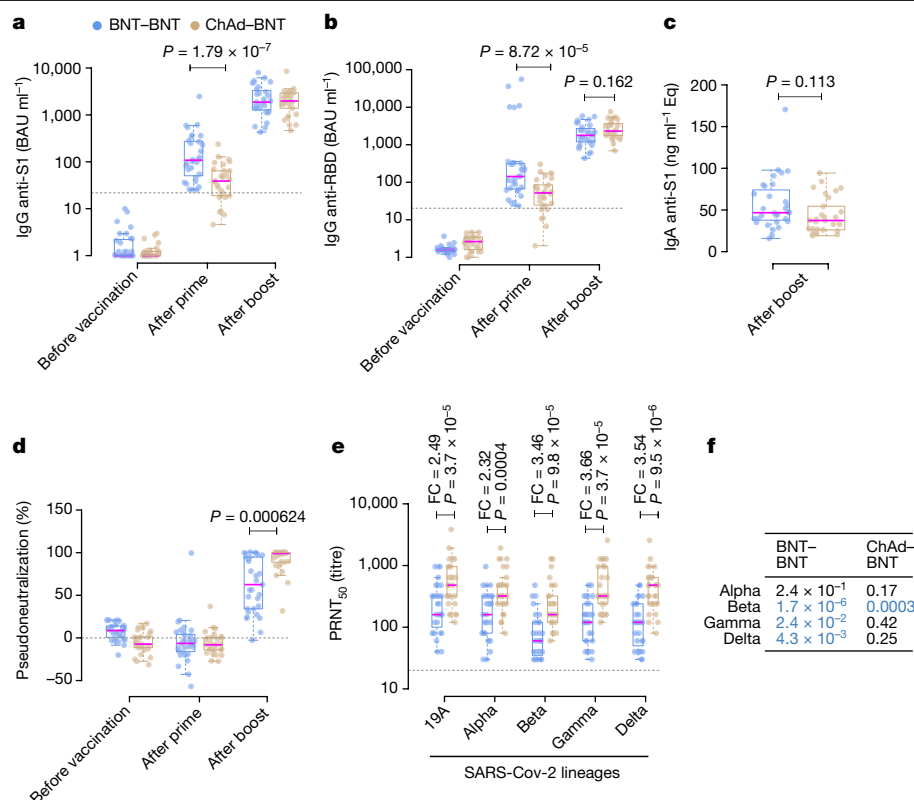 a
BNT–BNT
ChAd–BNT
P = 1.79 × 10⁻⁷
IgG anti-S1 (BAU ml⁻¹)
10,000
1,000
100
10
1
Before vaccination
After prime
After boost
b
P = 8.72 × 10⁻⁵
P = 0.162
IgG anti-RBD (BAU ml⁻¹)
100,000
10,000
1,000
100
10
1
Before vaccination
After prime
After boost
c
P = 0.113
IgA anti-S1 (ng ml⁻¹ Eq)
200
150
100
50
0
After boost
d
P = 0.000624
Pseudoneutralization (%)
150
100
50
0
−50
Before vaccination
After prime
After boost
e
FC = 2.49
P = 3.7 × 10⁻⁵
FC = 2.32
P = 0.0004
FC = 3.46
P = 9.8 × 10⁻⁵
FC = 3.66
P = 3.7 × 10⁻⁵
FC = 3.54
P = 9.5 × 10⁻⁶
PRNT₅₀ (titre)
10,000
1,000
100
10
19A
Alpha
Beta
Gamma
Delta
SARS-Cov-2 lineages
f
BNT– ChAd–
BNT BNT
Alpha 2.4 × 10⁻¹ 0.17
Beta 1.7 × 10⁻⁶ 0.0003
Gamma 2.4 × 10⁻² 0.42
Delta 4.3 × 10⁻³ 0.25